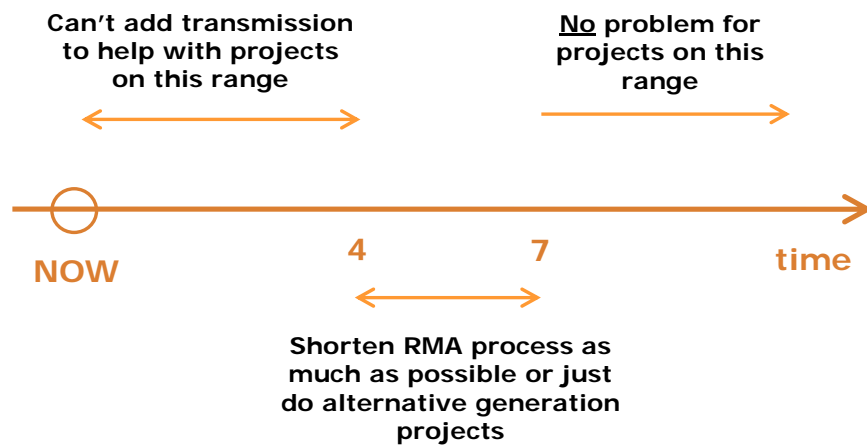 Can't add transmission
to help with projects
on this range
No problem for
projects on this
range
NOW
4
7
time
Shorten RMA process as
much as possible or just
do alternative generation
projects